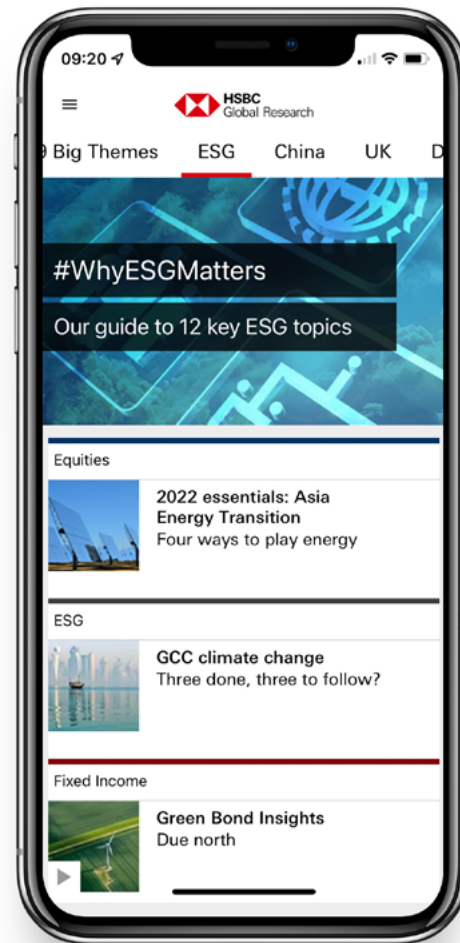 09:20
HSBC
Global Research
9 Big Themes ESG China UK D
#WhyESGMatters
Our guide to 12 key ESG topics
Equities
2022 essentials: Asia
Energy Transition
Four ways to play energy
ESG
GCC climate change
Three done, three to follow?
Fixed Income
Green Bond Insights
Due north